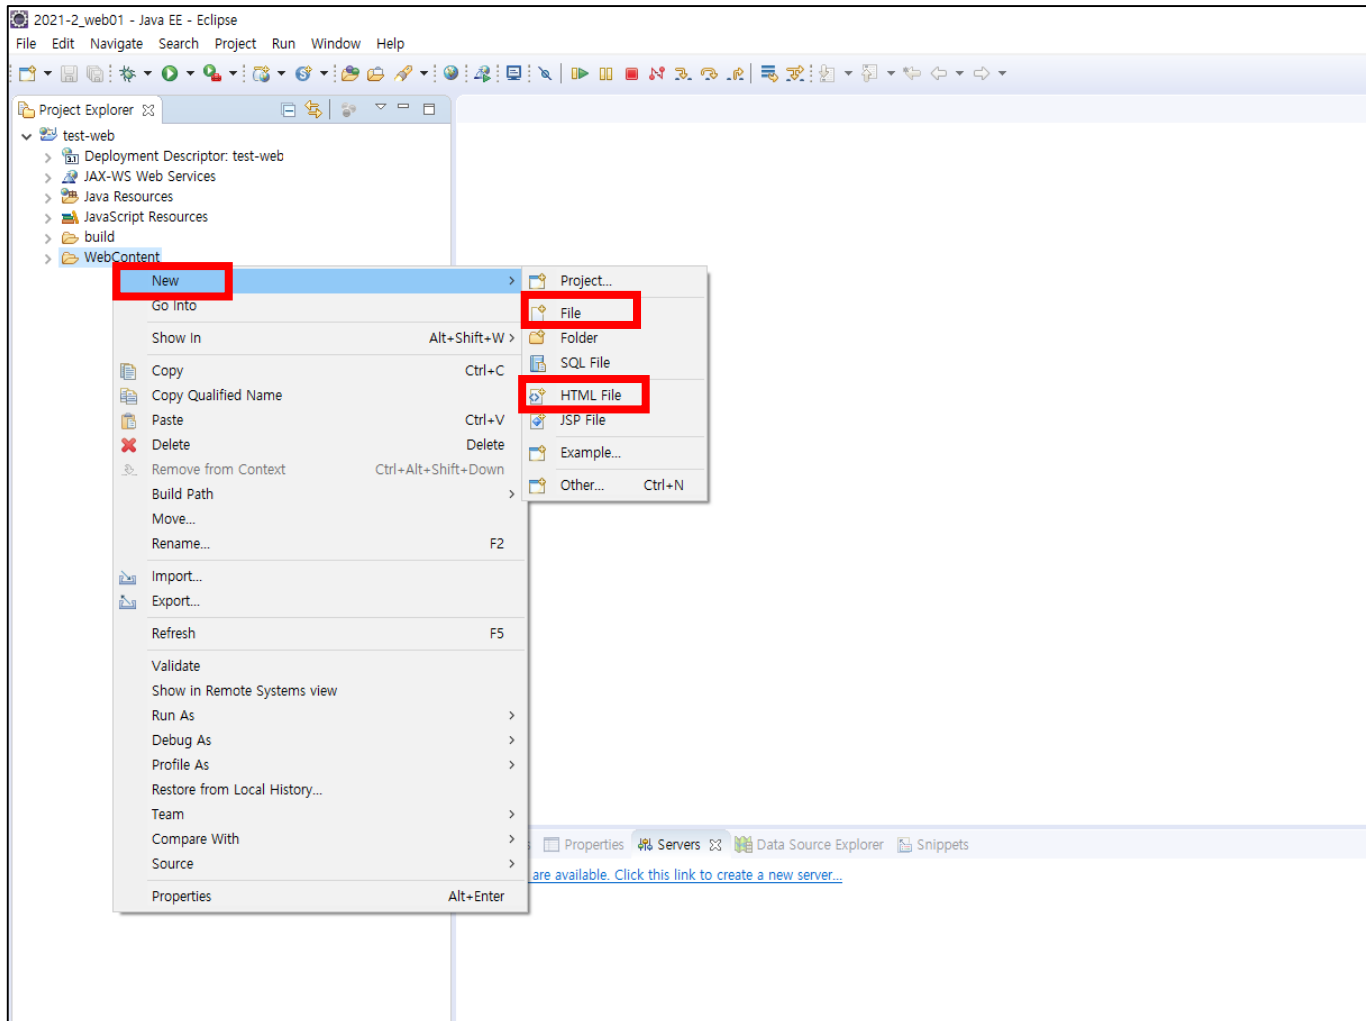 2021-2_web01 - Java EE - Eclipse
File Edit Navigate Search Project Run Window Help
Project Explorer
test-web
Deployment Descriptor: test-web
3.1
JAX-WS Web Services
Java Resources
JavaScript Resources
build
WebContent
New
Go Into
Show In Alt+Shift+W
Copy Ctrl+C
Copy Qualified Name
Paste Ctrl+V
Delete Delete
Remove from Context Ctrl+Alt+Shift+Down
Build Path
Move...
Rename... F2
Import...
Export...
Refresh F5
Validate
Show in Remote Systems view
Run As
Debug As
Profile As
Restore from Local History...
Team
Compare With
Source
Properties Alt+Enter
Project...
File
Folder
SQL File
HTML File
JSP File
Example...
Other... Ctrl+N
s Properties Servers Data Source Explorer Snippets
are available. Click this link to create a new server...